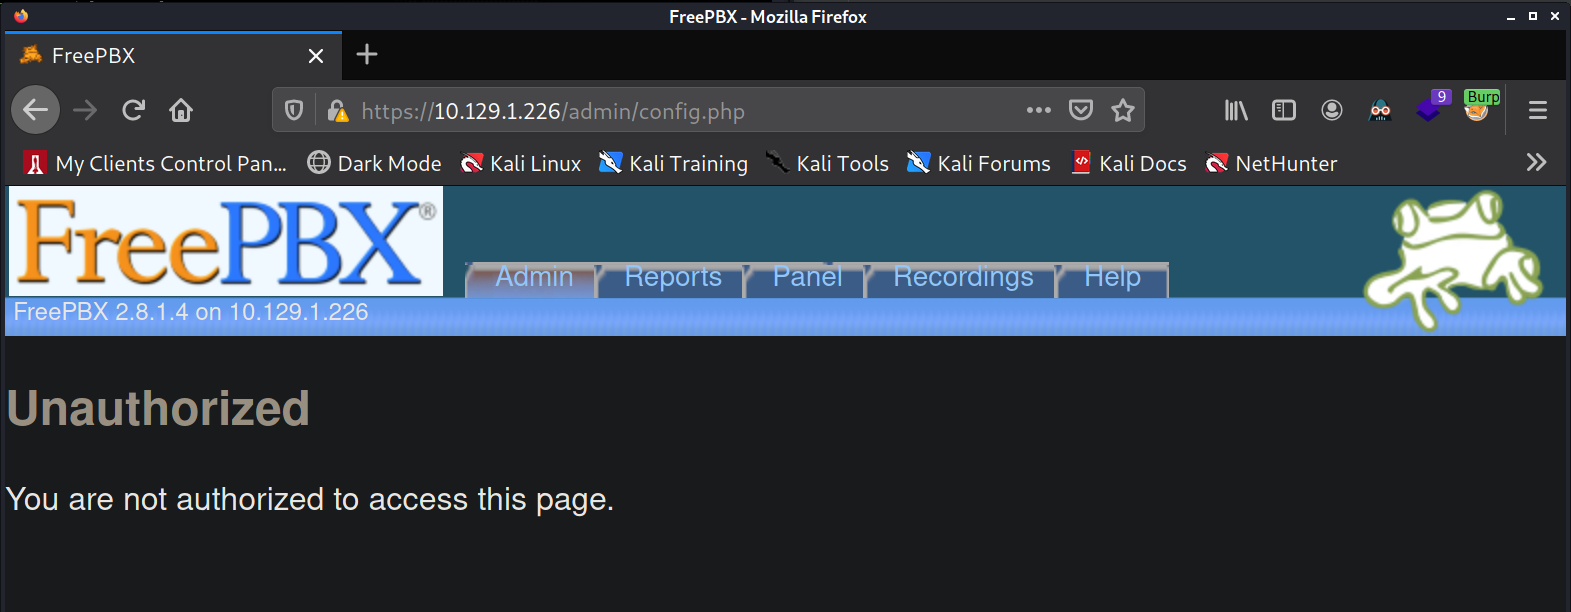 FreePBX - Mozilla Firefox
FreePBX
https://10.129.1.226/admin/config.php
9
Burp
My Clients Control Pan...
Dark Mode
Kali Linux
Kali Training
Kali Tools
Kali Forums
Kali Docs
NetHunter
FreePBX®
Admin
Reports
Panel
Recordings
Help
FreePBX 2.8.1.4 on 10.129.1.226
Unauthorized
You are not authorized to access this page.